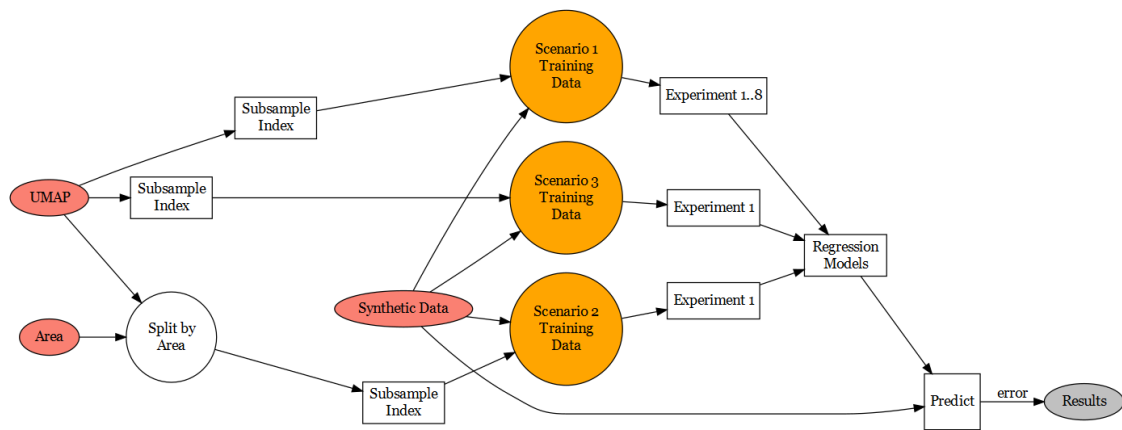 Scenario 1
Training
Data
Experiment 1..8
Subsample
Index
UMAP
Subsample
Index
Scenario 3
Training
Data
Experiment 1
Regression
Models
Area
Split by
Area
Synthetic Data
Scenario 2
Training
Data
Experiment 1
Subsample
Index
Predict
error
Results